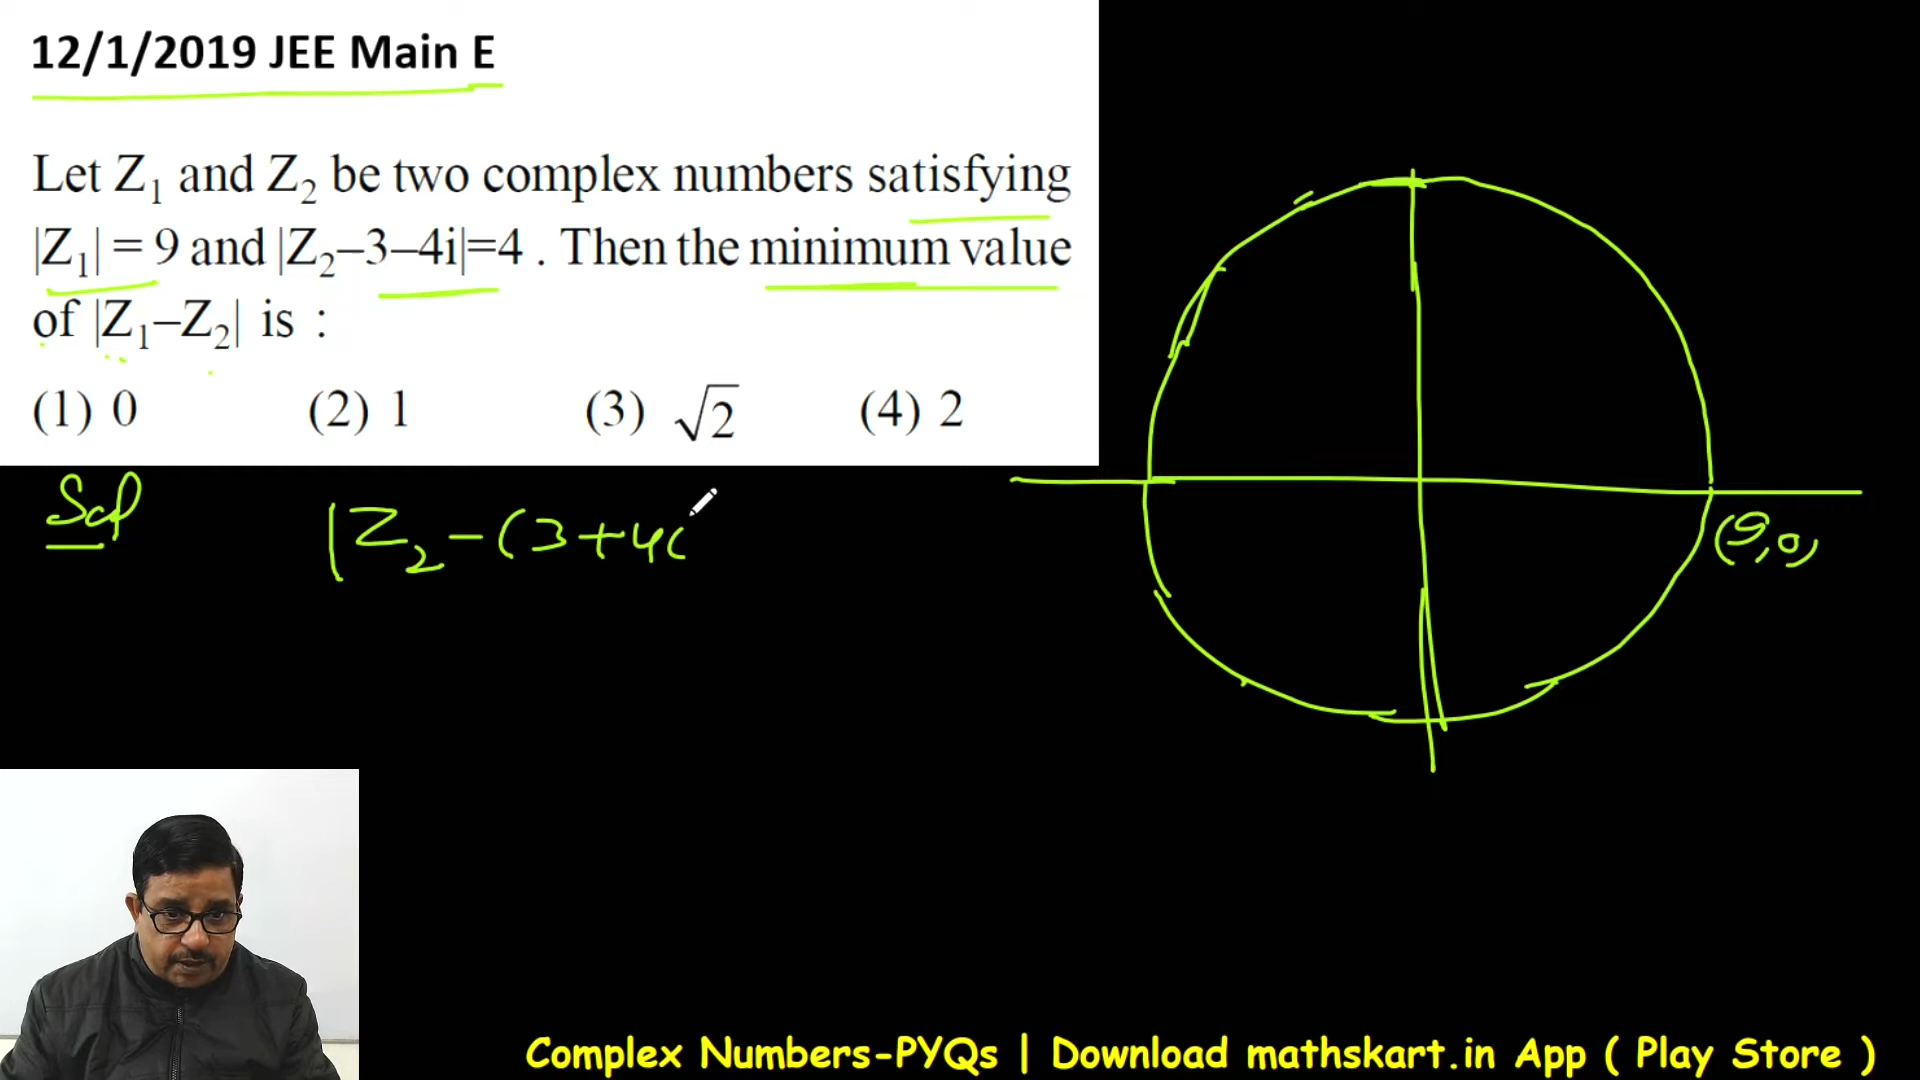 12/1/2019 JEE Main E
Let Z₁ and Z₂ be two complex numbers satisfying
|Z₁| = 9 and |Z₂–3–4i|=4 . Then the minimum value
of |Z₁–Z₂| is :
(1) 0 (2) 1 (3) √2 (4) 2
Sol
|Z₂-(3+4i
(9,0)
Complex Numbers-PYQs | Download mathskart.in App ( Play Store )